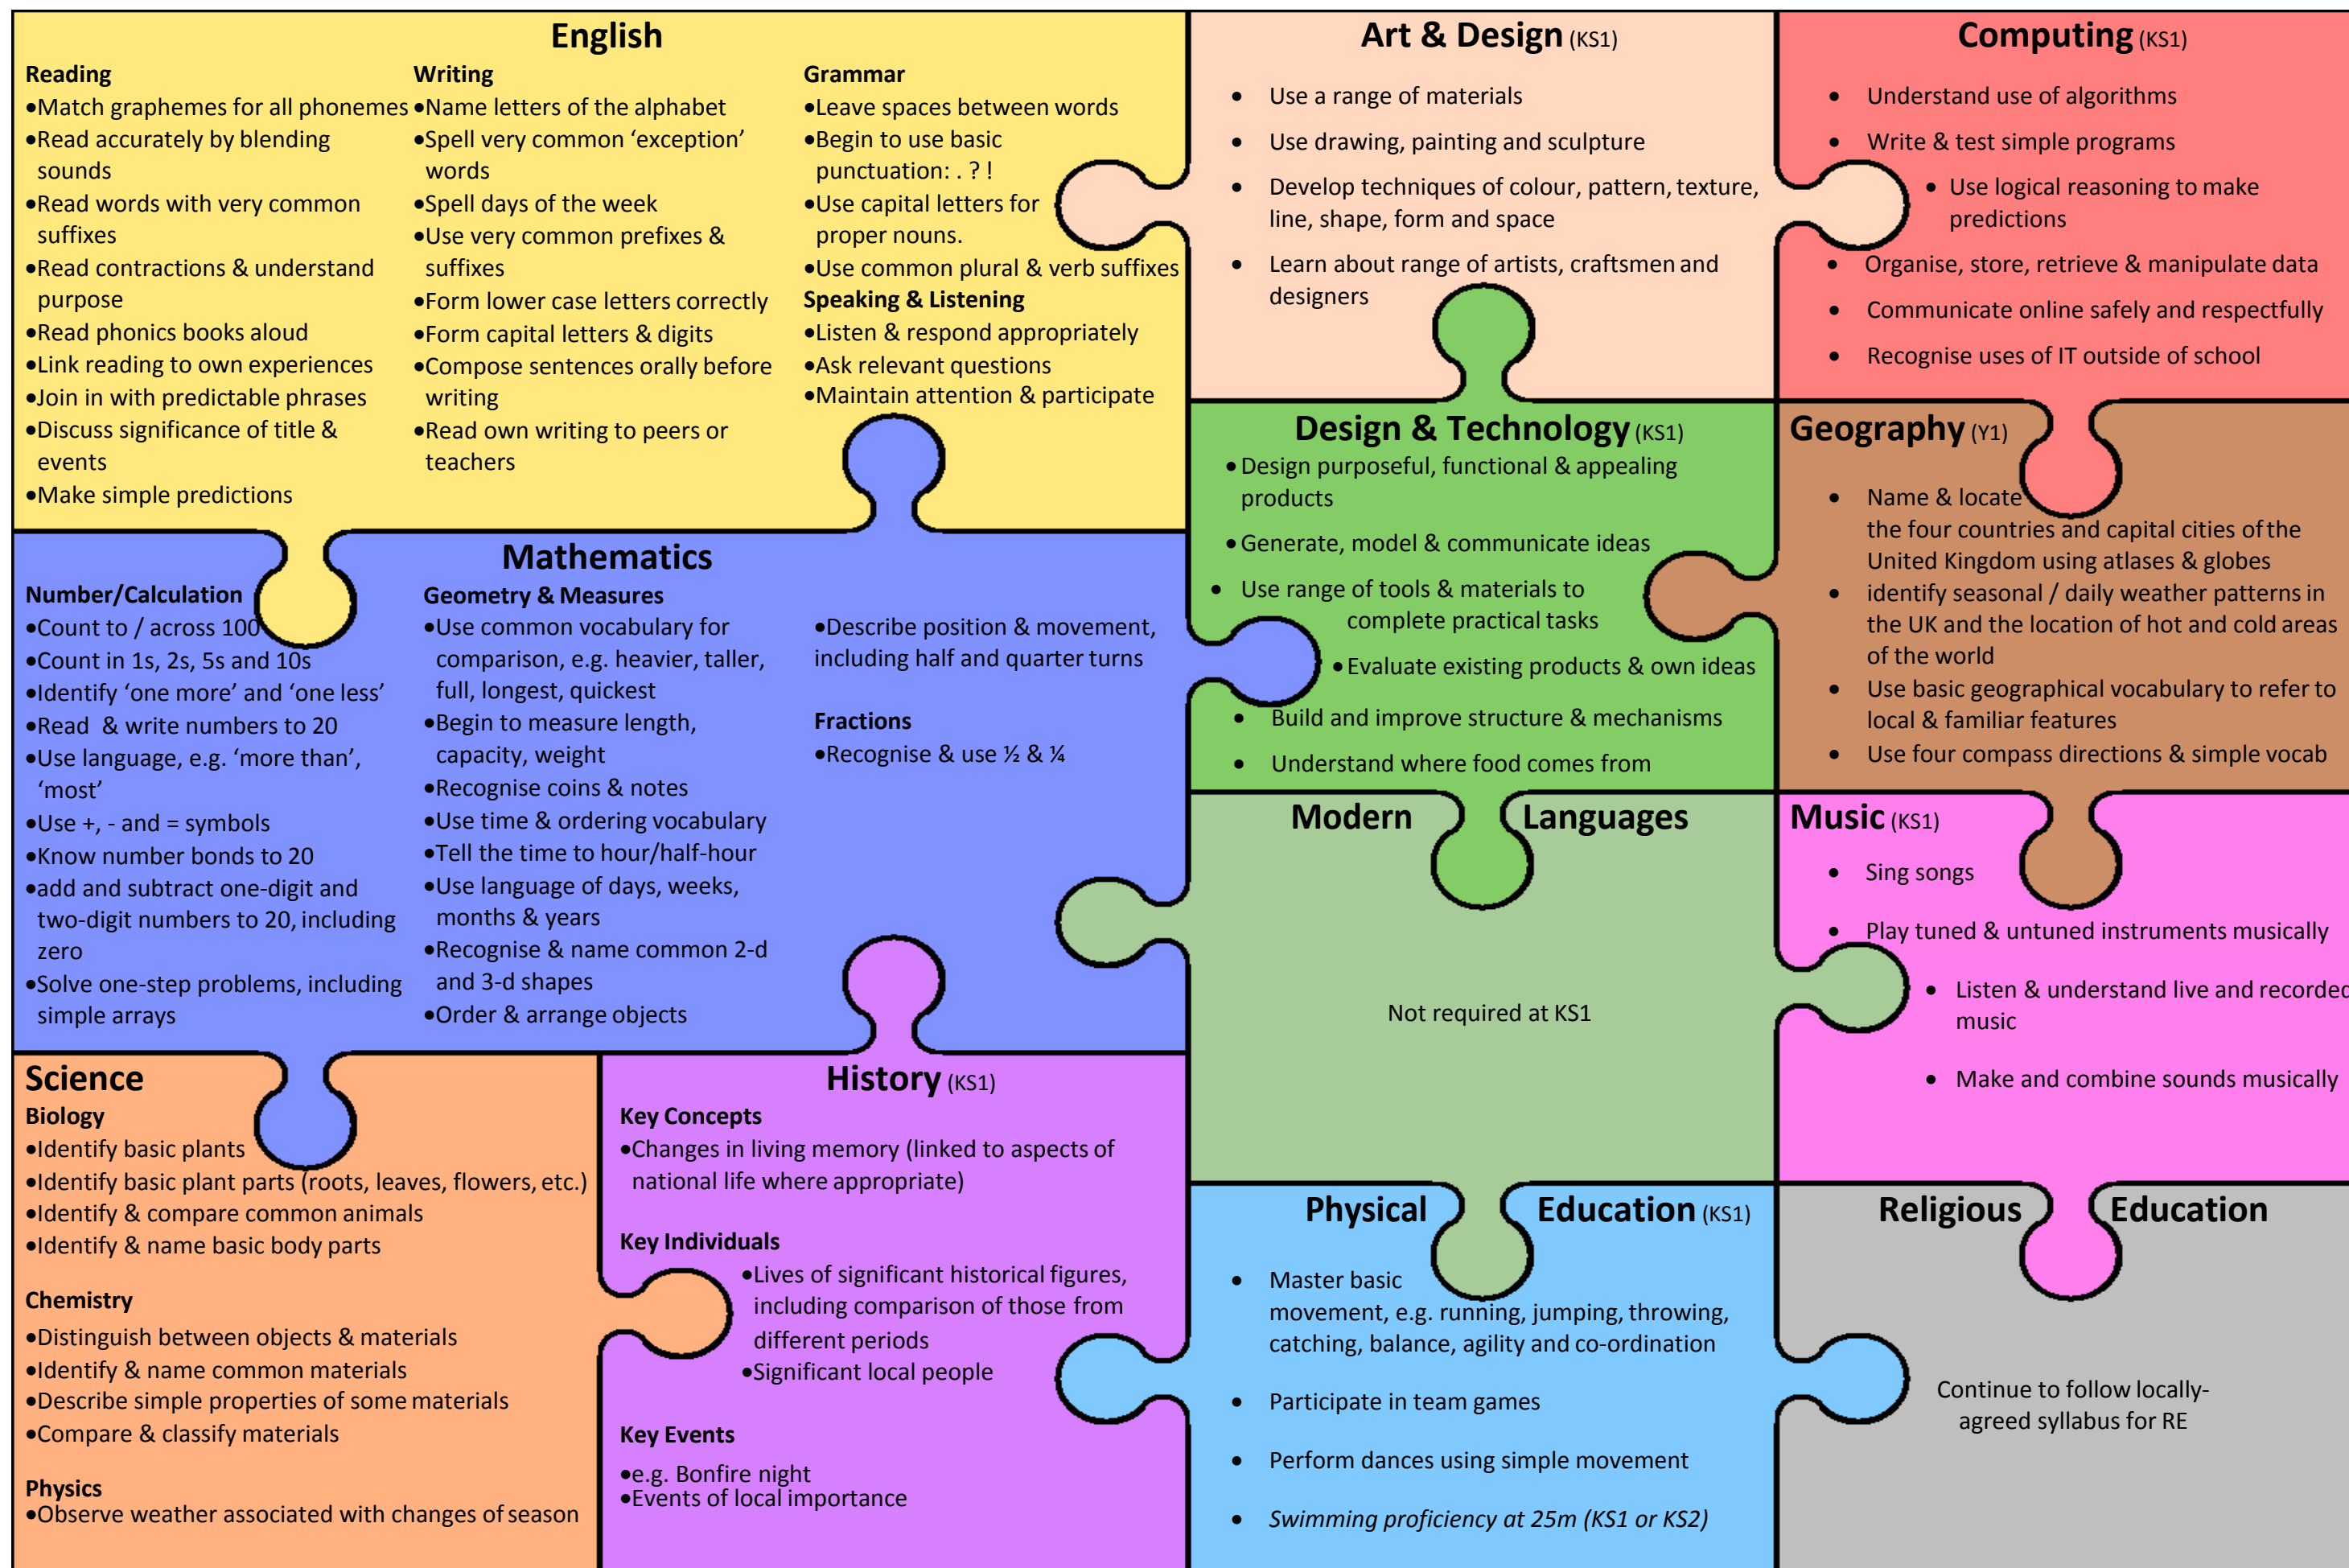 English
Reading
•Match graphemes for all phonemes
•Read accurately by blending
sounds
•Read words with very common
suffixes
•Read contractions & understand
purpose
•Read phonics books aloud
•Link reading to own experiences
•Join in with predictable phrases
•Discuss significance of title &
events
•Make simple predictions
Writing
•Name letters of the alphabet
•Spell very common ‘exception’
words
•Spell days of the week
•Use very common prefixes &
suffixes
•Form lower case letters correctly
•Form capital letters & digits
•Compose sentences orally before
writing
•Read own writing to peers or
teachers
Grammar
•Leave spaces between words
•Begin to use basic
punctuation: . ? !
•Use capital letters for
proper nouns.
•Use common plural & verb suffixes
Speaking & Listening
•Listen & respond appropriately
•Ask relevant questions
•Maintain attention & participate
Art & Design (KS1)
• Use a range of materials
• Use drawing, painting and sculpture
• Develop techniques of colour, pattern, texture,
line, shape, form and space
• Learn about range of artists, craftsmen and
designers
Computing (KS1)
• Understand use of algorithms
• Write & test simple programs
• Use logical reasoning to make
predictions
• Organise, store, retrieve & manipulate data
• Communicate online safely and respectfully
• Recognise uses of IT outside of school
Mathematics
Number/Calculation
•Count to / across 100
•Count in 1s, 2s, 5s and 10s
•Identify ‘one more’ and ‘one less’
•Read & write numbers to 20
•Use language, e.g. ‘more than’,
‘most’
•Use +, - and = symbols
•Know number bonds to 20
•add and subtract one-digit and
two-digit numbers to 20, including
zero
•Solve one-step problems, including
simple arrays
Geometry & Measures
•Use common vocabulary for
comparison, e.g. heavier, taller,
full, longest, quickest
•Begin to measure length,
capacity, weight
•Recognise coins & notes
•Use time & ordering vocabulary
•Tell the time to hour/half-hour
•Use language of days, weeks,
months & years
•Recognise & name common 2-d
and 3-d shapes
•Order & arrange objects
•Describe position & movement,
including half and quarter turns
Fractions
•Recognise & use ½ & ¼
Design & Technology (KS1)
• Design purposeful, functional & appealing
products
• Generate, model & communicate ideas
• Use range of tools & materials to
complete practical tasks
• Evaluate existing products & own ideas
• Build and improve structure & mechanisms
• Understand where food comes from
Geography (Y1)
• Name & locate
the four countries and capital cities of the
United Kingdom using atlases & globes
• identify seasonal / daily weather patterns in
the UK and the location of hot and cold areas
of the world
• Use basic geographical vocabulary to refer to
local & familiar features
• Use four compass directions & simple vocab
Modern Languages
Not required at KS1
Music (KS1)
• Sing songs
• Play tuned & untuned instruments musically
• Listen & understand live and recorded
music
• Make and combine sounds musically
Science
Biology
•Identify basic plants
•Identify basic plant parts (roots, leaves, flowers, etc.)
•Identify & compare common animals
•Identify & name basic body parts
Chemistry
•Distinguish between objects & materials
•Identify & name common materials
•Describe simple properties of some materials
•Compare & classify materials
Physics
•Observe weather associated with changes of season
History (KS1)
Key Concepts
•Changes in living memory (linked to aspects of
national life where appropriate)
Key Individuals
•Lives of significant historical figures,
including comparison of those from
different periods
•Significant local people
Key Events
•e.g. Bonfire night
•Events of local importance
Physical Education (KS1)
• Master basic
movement, e.g. running, jumping, throwing,
catching, balance, agility and co-ordination
• Participate in team games
• Perform dances using simple movement
• Swimming proficiency at 25m (KS1 or KS2)
Religious Education
Continue to follow locally-
agreed syllabus for RE